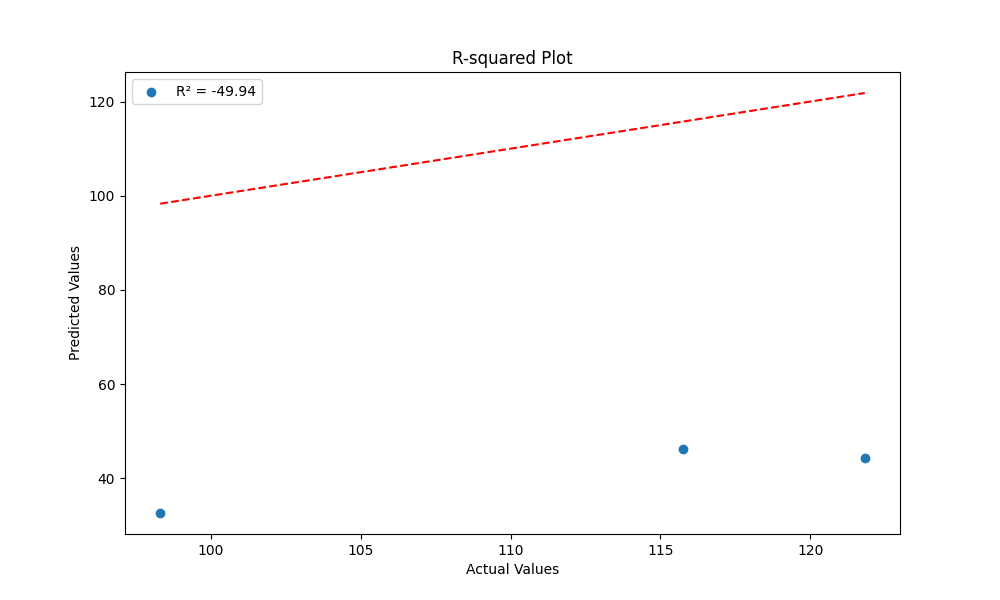 R-squared Plot
R² = -49.94
120
100
80
60
40
Predicted Values
100
105
110
115
120
Actual Values